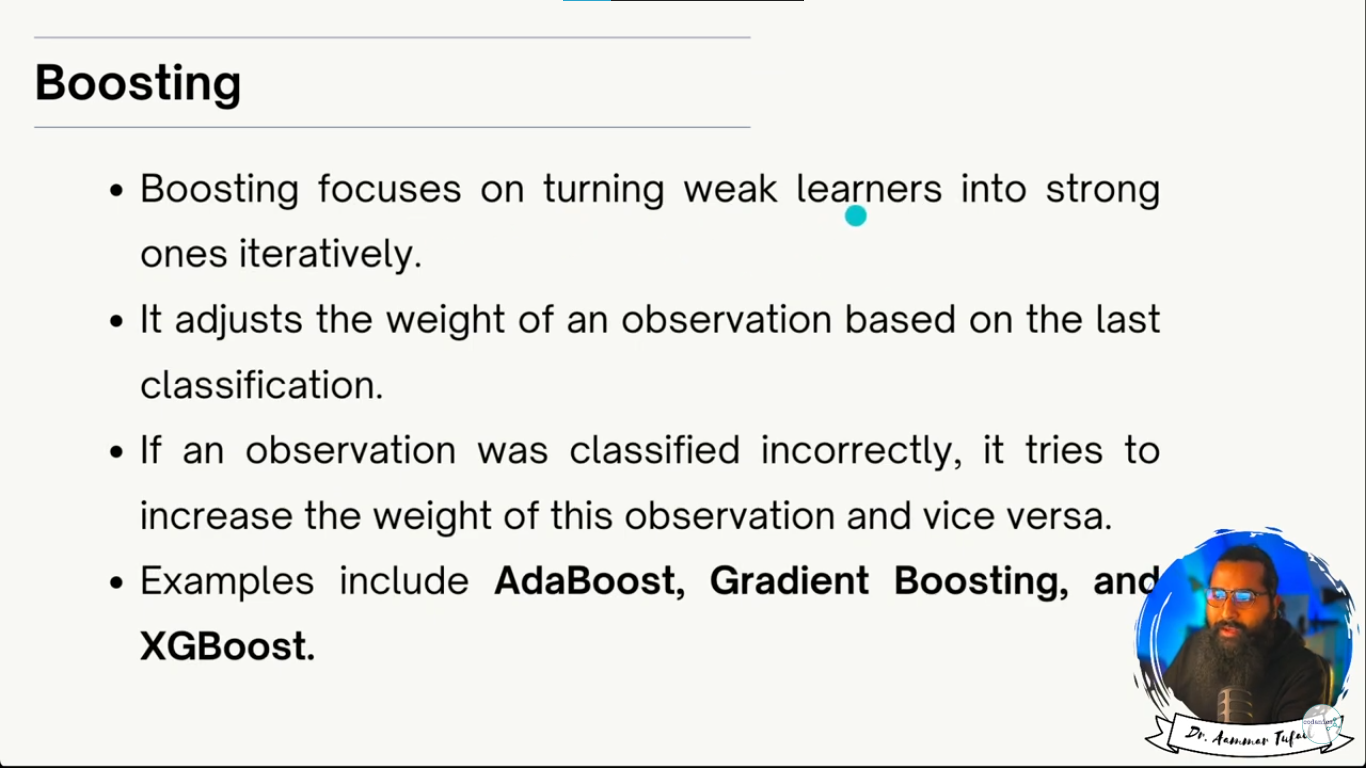 Boosting
• Boosting focuses on turning weak learners into strong
ones iteratively.
• It adjusts the weight of an observation based on the last
classification.
• If an observation was classified incorrectly, it tries to
increase the weight of this observation and vice versa.
• Examples include AdaBoost, Gradient Boosting, and
XGBoost.
Dr. Aammar